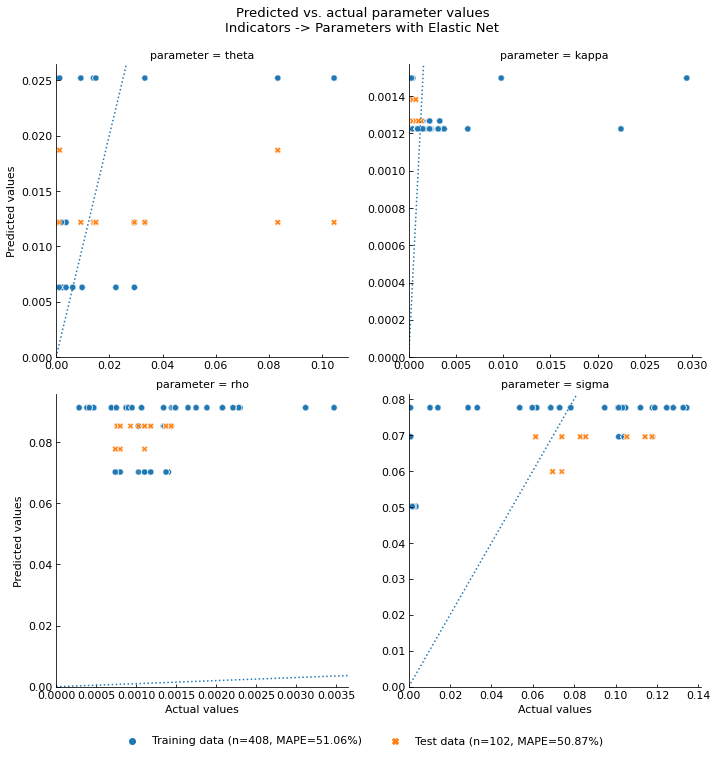 Predicted vs. actual parameter values
Indicators -> Parameters with Elastic Net
parameter = theta
parameter = kappa
Predicted values
0.025
0.020
0.015
0.010
0.005
0.000
0.00 0.02 0.04 0.06 0.08 0.10
0.0014
0.0012
0.0010
0.0008
0.0006
0.0004
0.0002
0.0000
0.000 0.005 0.010 0.015 0.020 0.025 0.030
parameter = rho
parameter = sigma
Predicted values
0.08
0.06
0.04
0.02
0.00
0.0000 0.0005 0.0010 0.0015 0.0020 0.0025 0.0030 0.0035
Actual values
0.08
0.07
0.06
0.05
0.04
0.03
0.02
0.01
0.00
0.00 0.02 0.04 0.06 0.08 0.10 0.12 0.14
Actual values
Training data (n=408, MAPE=51.06%)
Test data (n=102, MAPE=50.87%)